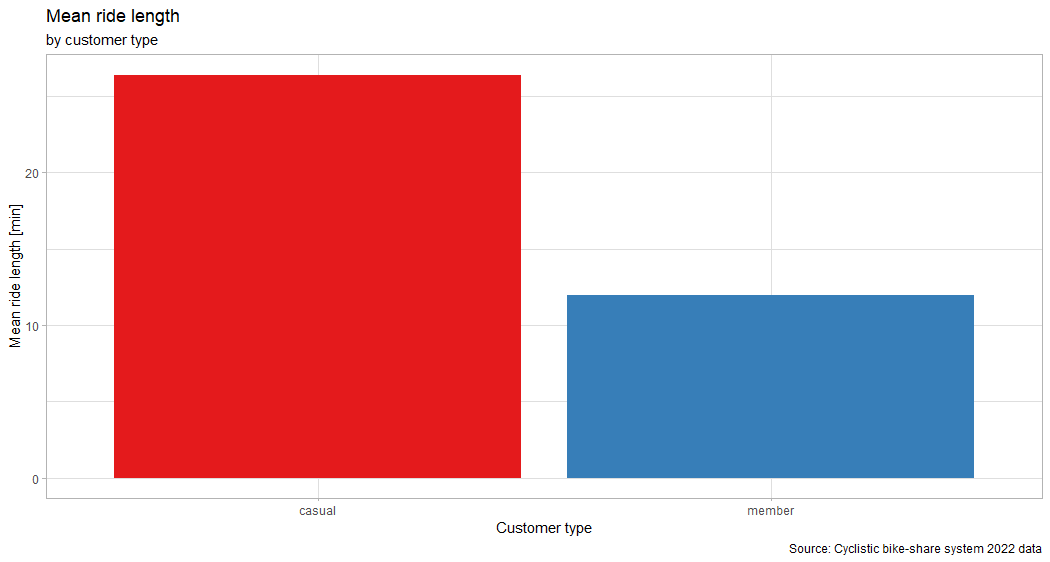 Mean ride length
by customer type
Mean ride length [min]
20
10
0
casual member
Customer type
Source: Cyclistic bike-share system 2022 data